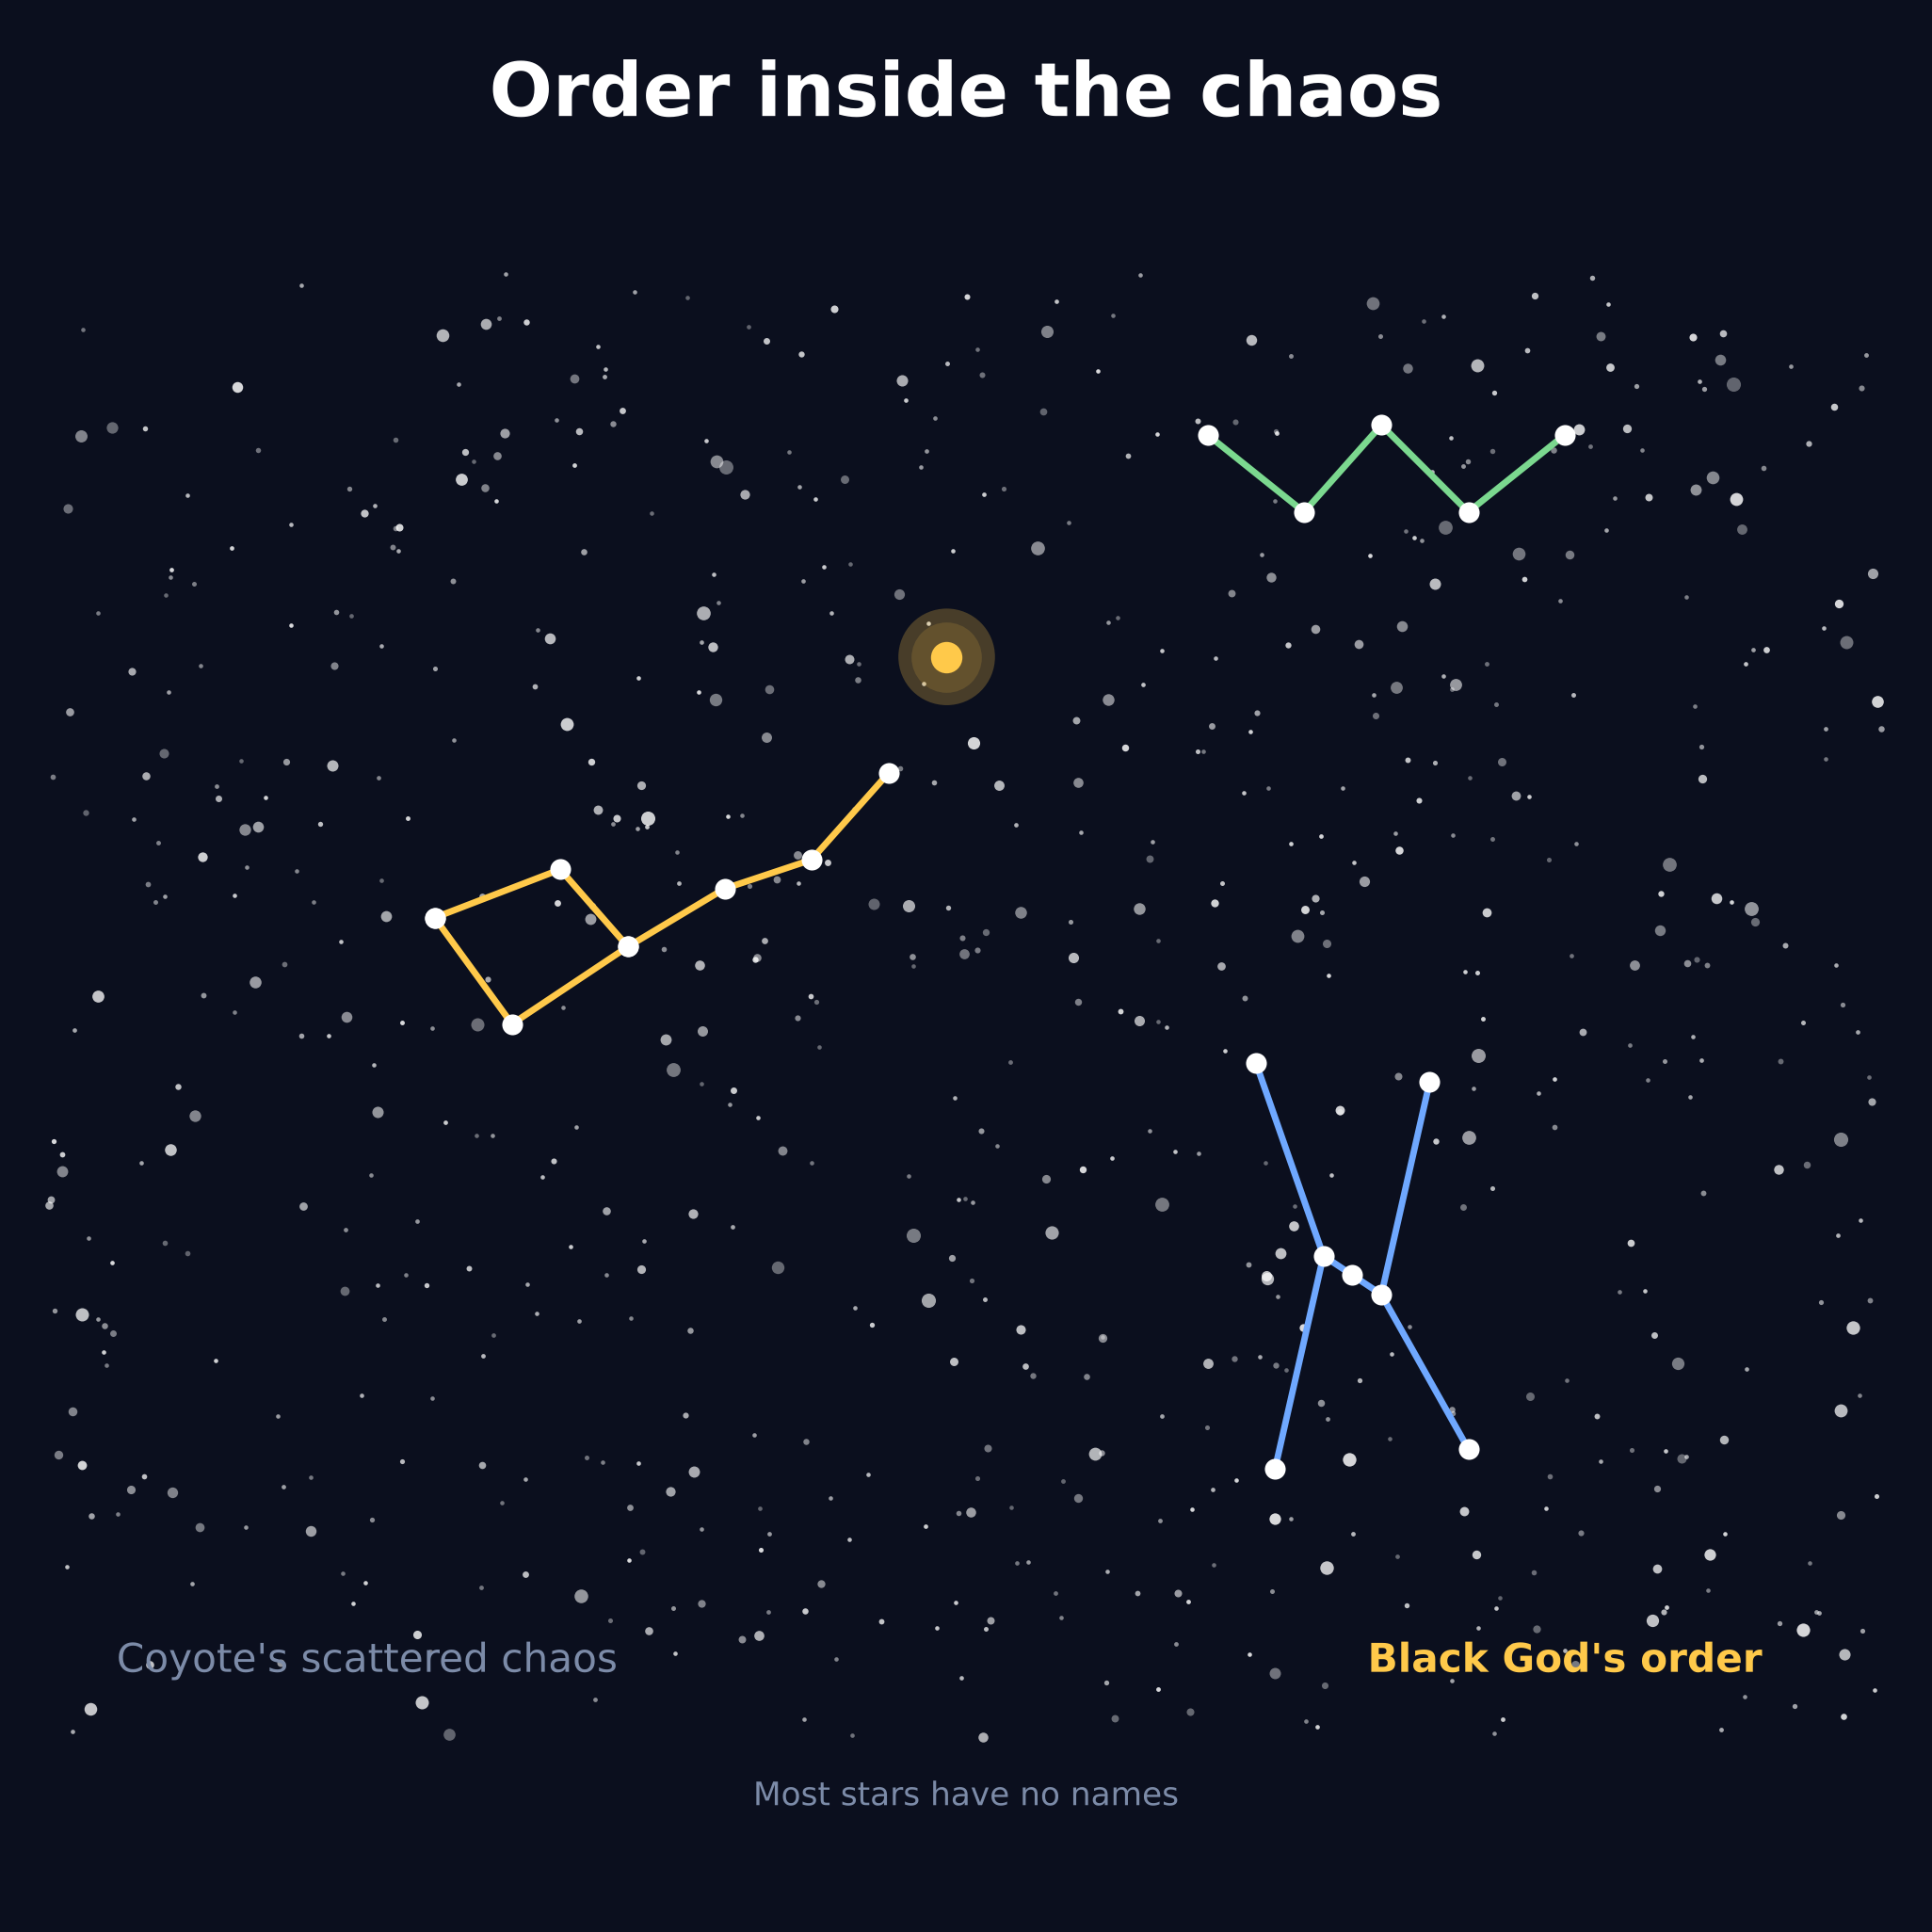 Order inside the chaos
Coyote's scattered chaos
Black God's order
Most stars have no names